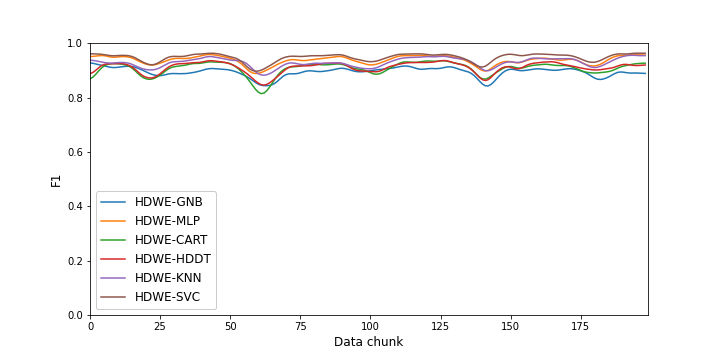 1.0
0.8
0.6
0.4
0.2
0.0
F1
HDWE-GNB
HDWE-MLP
HDWE-CART
HDWE-HDDT
HDWE-KNN
HDWE-SVC
0 25 50 75 100 125 150 175
Data chunk